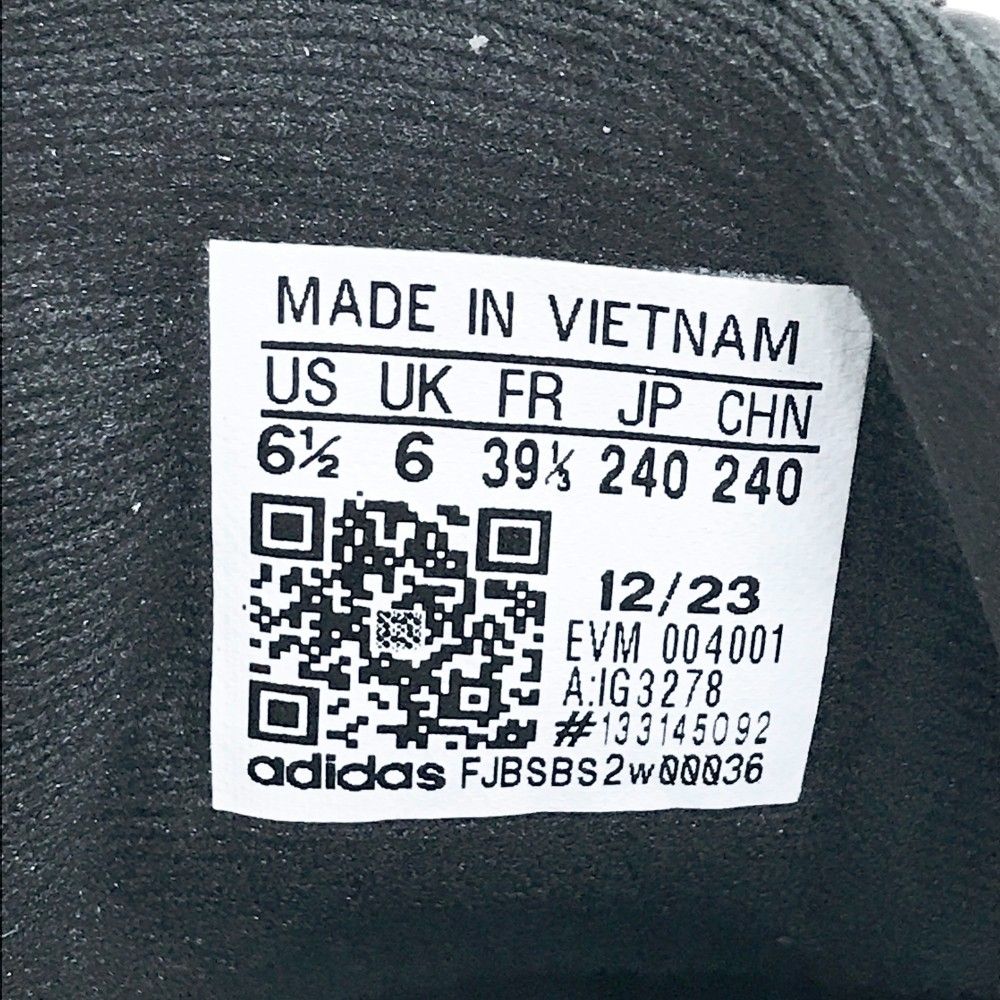 MADE IN VIETNAM
US UK FR JP CHN
6½ 6 39⅓ 240 240
12/23
EVM 004001
A:IG3278
#133145092
adidas FJBSBS2w00036